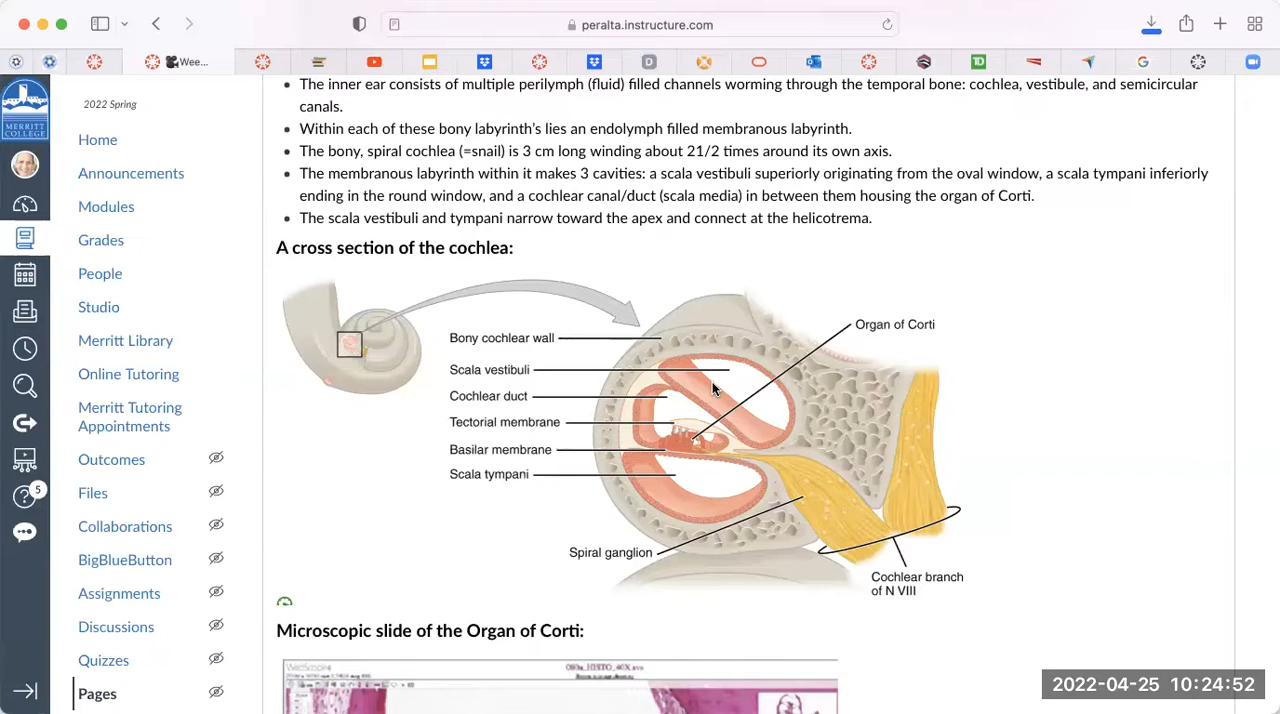 peralta.instructure.com
Wee...
MERRITT
COLLEGE
5
2022 Spring
Home
Announcements
Modules
Grades
People
Studio
Merritt Library
Online Tutoring
Merritt Tutoring
Appointments
Outcomes
Files
Collaborations
BigBlueButton
Assignments
Discussions
Quizzes
Pages
The inner ear consists of multiple perilymph (fluid) filled channels worming through the temporal bone: cochlea, vestibule, and semicircular
canals.
Within each of these bony labyrinth's lies an endolymph filled membranous labyrinth.
The bony, spiral cochlea (=snail) is 3 cm long winding about 21/2 times around its own axis.
The membranous labyrinth within it makes 3 cavities: a scala vestibuli superiorly originating from the oval window, a scala tympani inferiorly
ending in the round window, and a cochlear canal/duct (scala media) in between them housing the organ of Corti.
The scala vestibuli and tympani narrow toward the apex and connect at the helicotrema.
A cross section of the cochlea:
Organ of Corti
Bony cochlear wall
Scala vestibuli
Cochlear duct
Tectorial membrane
Basilar membrane
Scala tympani
Spiral ganglion
Cochlear branch
of N VIII
Microscopic slide of the Organ of Corti:
2022-04-25 10:24:52